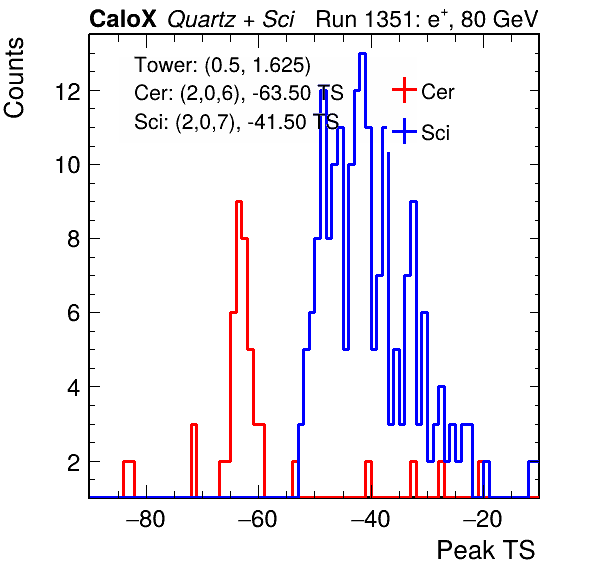 CaloX Quartz + Sci Run 1351: e⁺, 80 GeV
Counts
Tower: (0.5, 1.625)
Cer: (2,0,6), -63.50 TS
Sci: (2,0,7), -41.50 TS
Cer
Sci
12
10
8
6
4
2
−80 −60 −40 −20
Peak TS